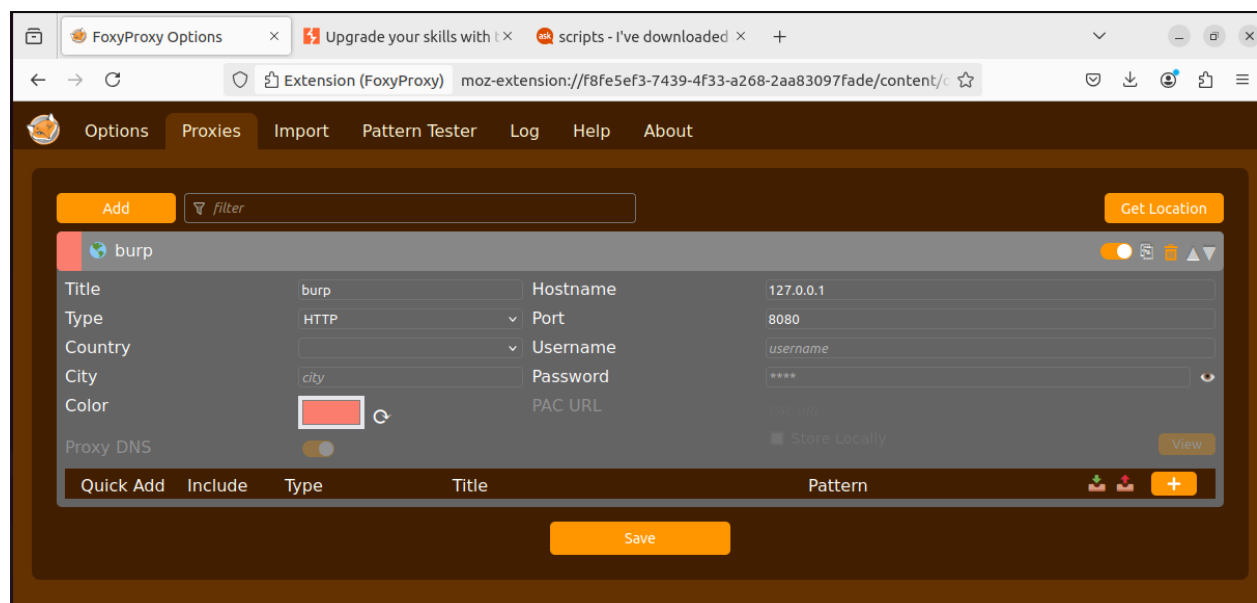 FoxyProxy Options
Upgrade your skills with t
ask scripts - I've downloaded
Extension (FoxyProxy) moz-extension://f8fe5ef3-7439-4f33-a268-2aa83097fade/content/
Options Proxies Import Pattern Tester Log Help About
Add filter Get Location
burp
Title burp Hostname 127.0.0.1
Type HTTP Port 8080
Country Username username
City city Password ****
Color PAC URL
Store Locally
Proxy DNS View
Quick Add Include Type Title Pattern
Save